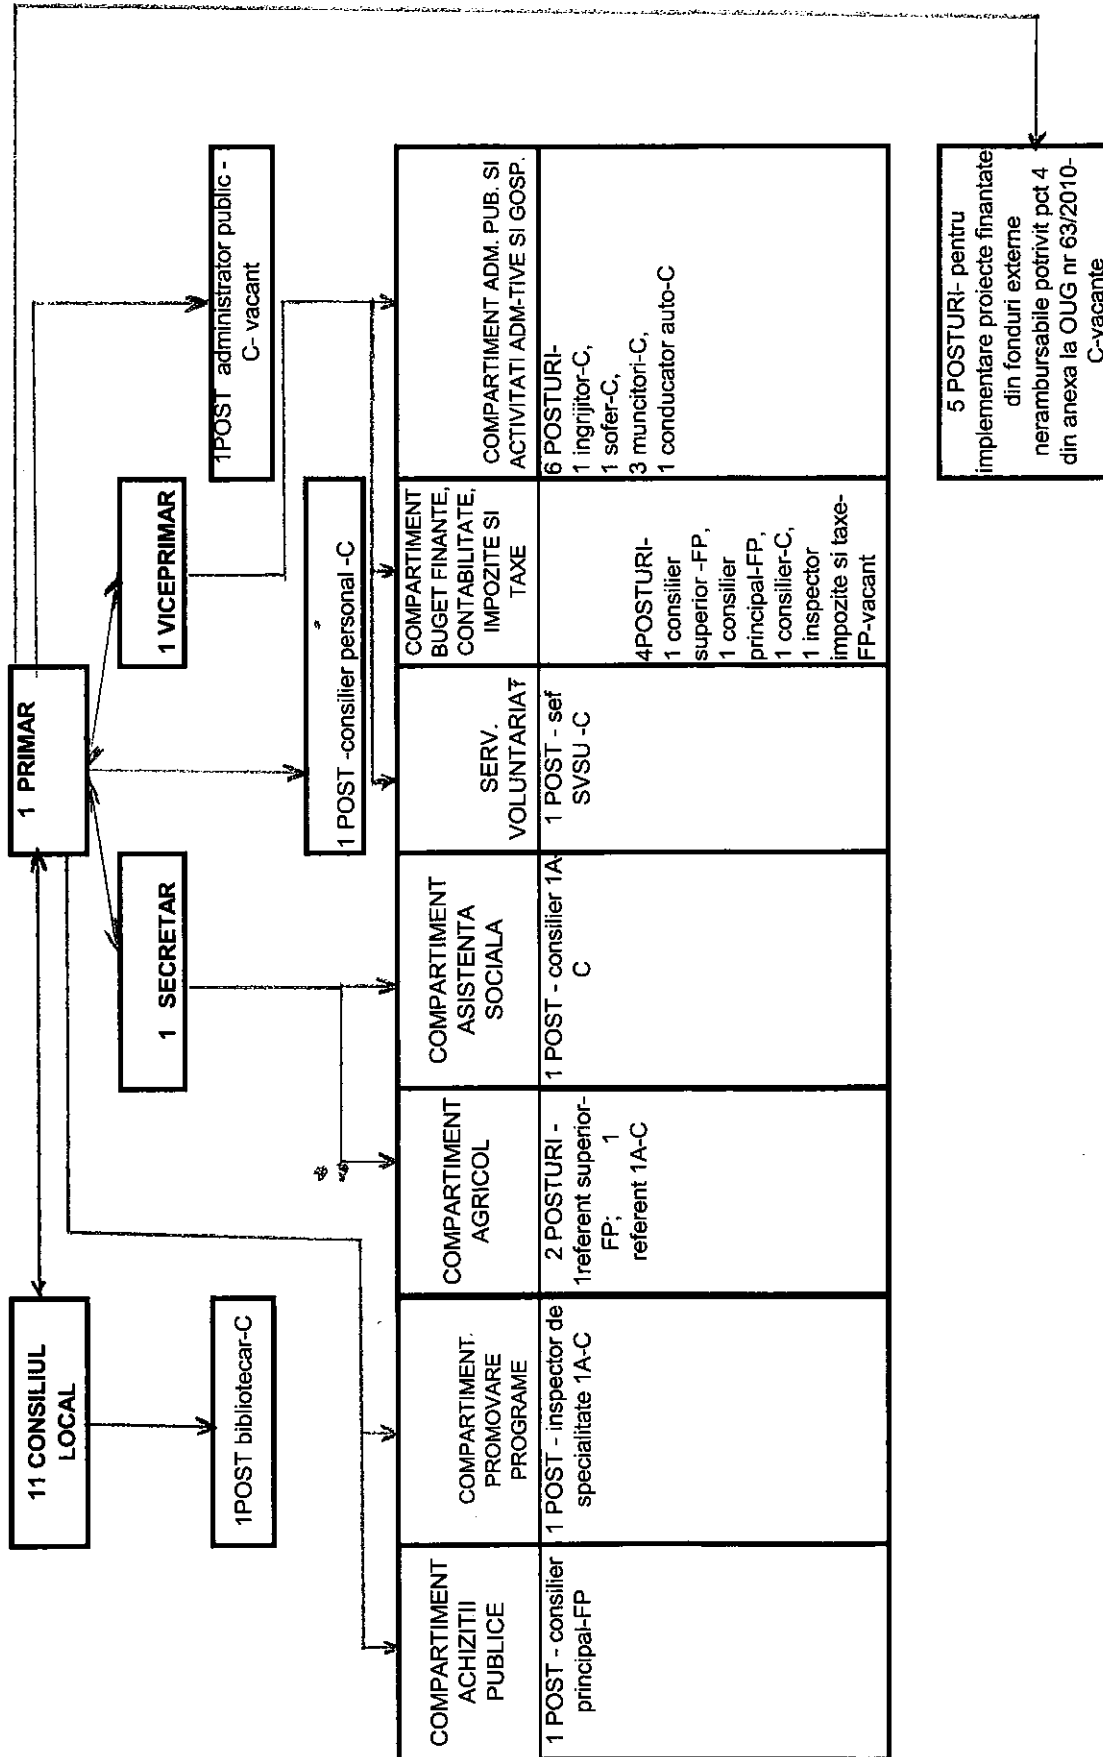 11 CONSILIUL
LOCAL
1 PRIMAR
1 SECRETAR
1 VICEPRIMAR
1POST bibliotecar-C
1POST administrator public -
C- vacant
1 POST -consilier personal -C
COMPARTIMENT
ACHIZITII
PUBLICE
COMPARTIMENT.
PROMOVARE
PROGRAME
COMPARTIMENT
AGRICOL
COMPARTIMENT
ASISTENTA
SOCIALA
SERV.
VOLUNTARIAT
COMPARTIMENT
BUGET FINANTE,
CONTABILITATE,
IMPOZITE SI
TAXE
COMPARTIMENT ADM. PUB. SI
ACTIVITATI ADM-TIVE SI GOSP.
1 POST - consilier
principal-FP
1 POST - inspector de
specialitate 1A-C
2 POSTURI -
1referent superior-
FP; 1
referent 1A-C
1 POST - consilier 1A-
C
1 POST - sef
SVSU -C
4POSTURI-
1 consilier
superior -FP,
1 consilier
principal-FP,
1 consilier-C,
1 inspector
impozite si taxe-
FP-vacant
6 POSTURI-
1 ingrijitor-C,
1 sofer-C,
3 muncitori-C,
1 conducator auto-C
5 POSTURI- pentru
implementare proiecte finantate
din fonduri externe
nerambursabile potrivit pct 4
din anexa la OUG nr 63/2010-
C-vacante